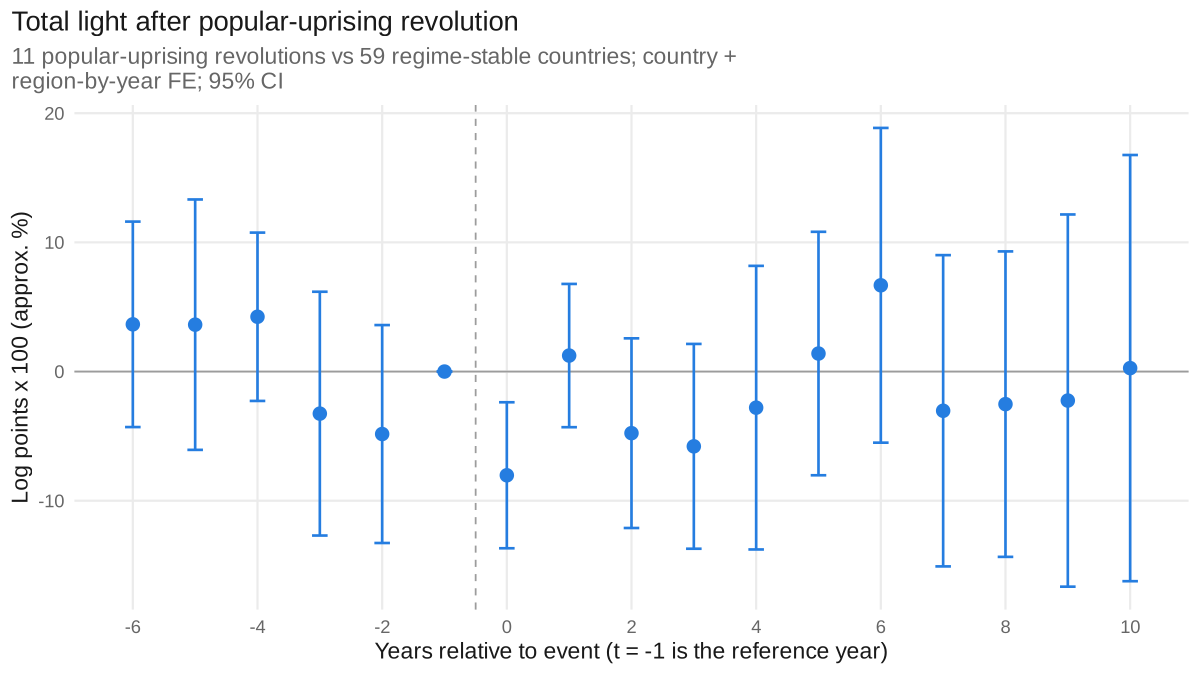 Total light after popular-uprising revolution
11 popular-uprising revolutions vs 59 regime-stable countries; country +
region-by-year FE; 95% CI
Log points x 100 (approx. %)
20
10
0
-10
-6
-4
-2
0
2
4
6
8
10
Years relative to event (t = -1 is the reference year)